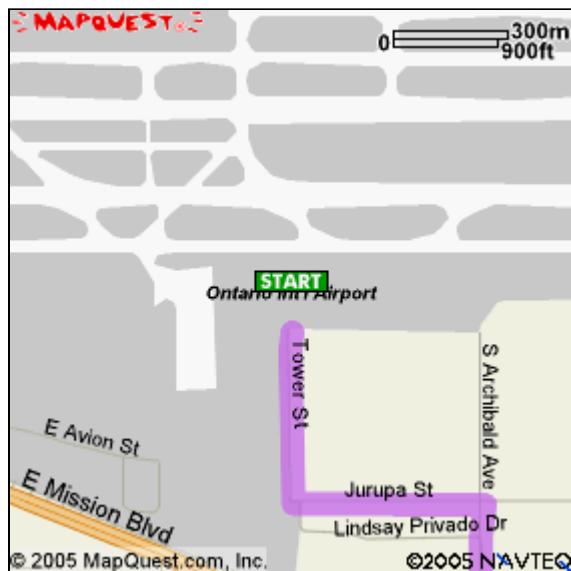 MAPQUEST
300m
0
900ft
START
Ontario Int'l Airport
Tower St
S Archibald Ave
E Avion St
E Mission Blvd
Jurupa St
Lindsay Privado Dr
© 2005 MapQuest.com, Inc.
©2005 NAVTEQ